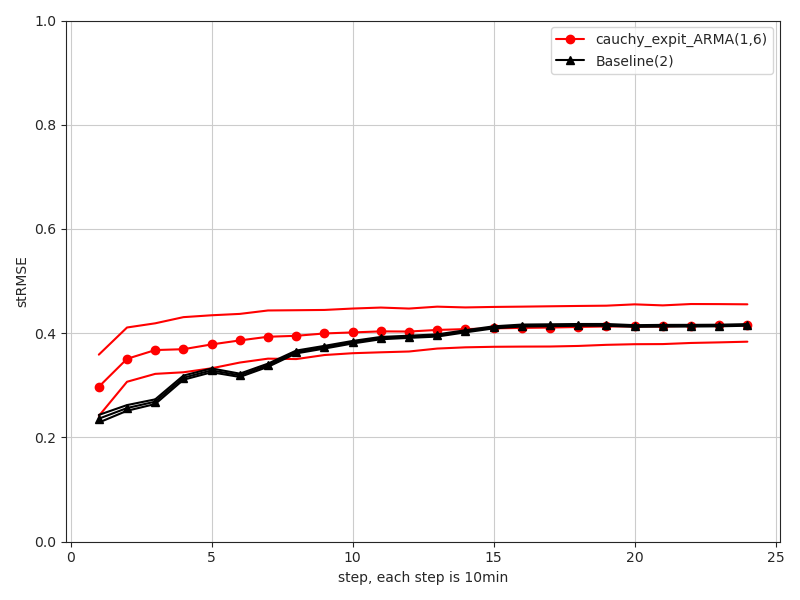 1.0
0.8
0.6
0.4
0.2
0.0
stRMSE
cauchy_expit_ARMA(1,6)
Baseline(2)
0 5 10 15 20 25
step, each step is 10min